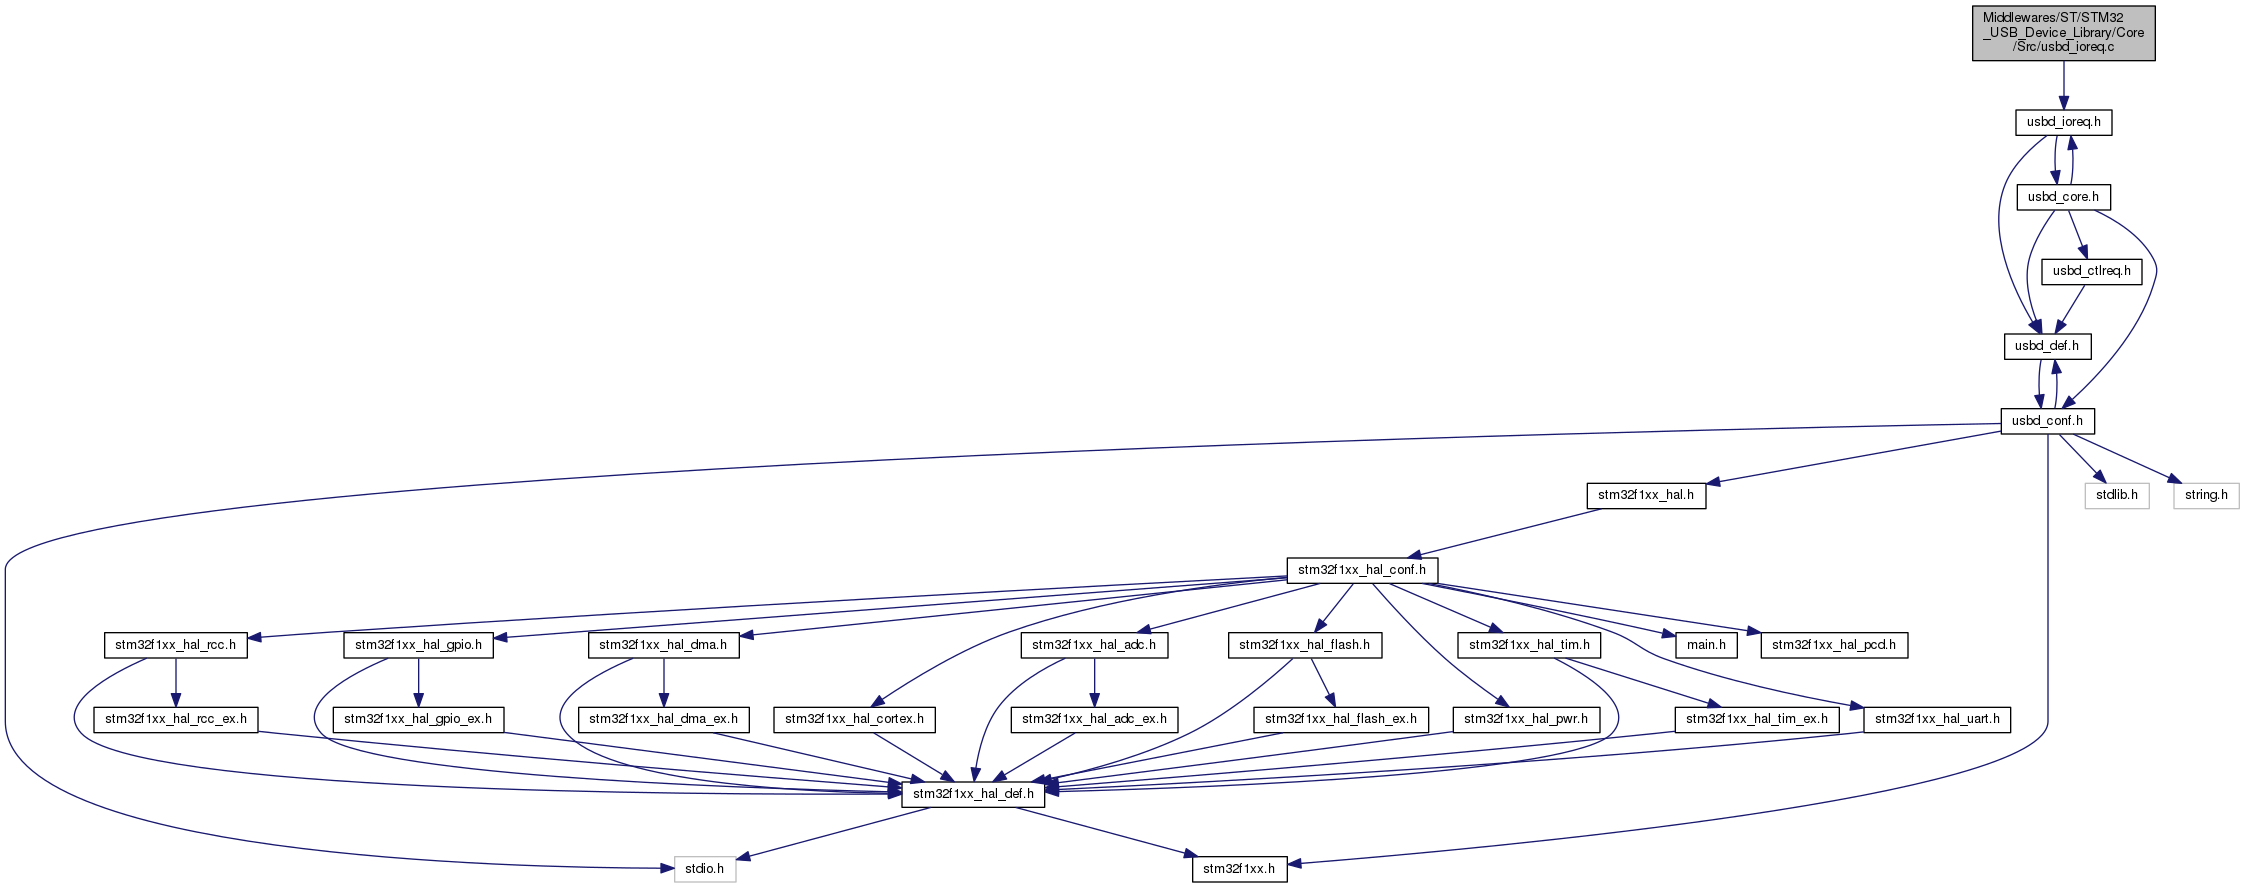 Middlewares/ST/STM32
_USB_Device_Library/Core
/Src/usbd_ioreq.c
usbd_ioreq.h
usbd_core.h
usbd_ctlreq.h
usbd_def.h
usbd_conf.h
stm32f1xx_hal.h
stdlib.h
string.h
stm32f1xx_hal_conf.h
stm32f1xx_hal_rcc.h
stm32f1xx_hal_gpio.h
stm32f1xx_hal_dma.h
stm32f1xx_hal_adc.h
stm32f1xx_hal_flash.h
stm32f1xx_hal_tim.h
main.h
stm32f1xx_hal_pcd.h
stm32f1xx_hal_rcc_ex.h
stm32f1xx_hal_gpio_ex.h
stm32f1xx_hal_dma_ex.h
stm32f1xx_hal_cortex.h
stm32f1xx_hal_adc_ex.h
stm32f1xx_hal_flash_ex.h
stm32f1xx_hal_pwr.h
stm32f1xx_hal_tim_ex.h
stm32f1xx_hal_uart.h
stm32f1xx_hal_def.h
stdio.h
stm32f1xx.h